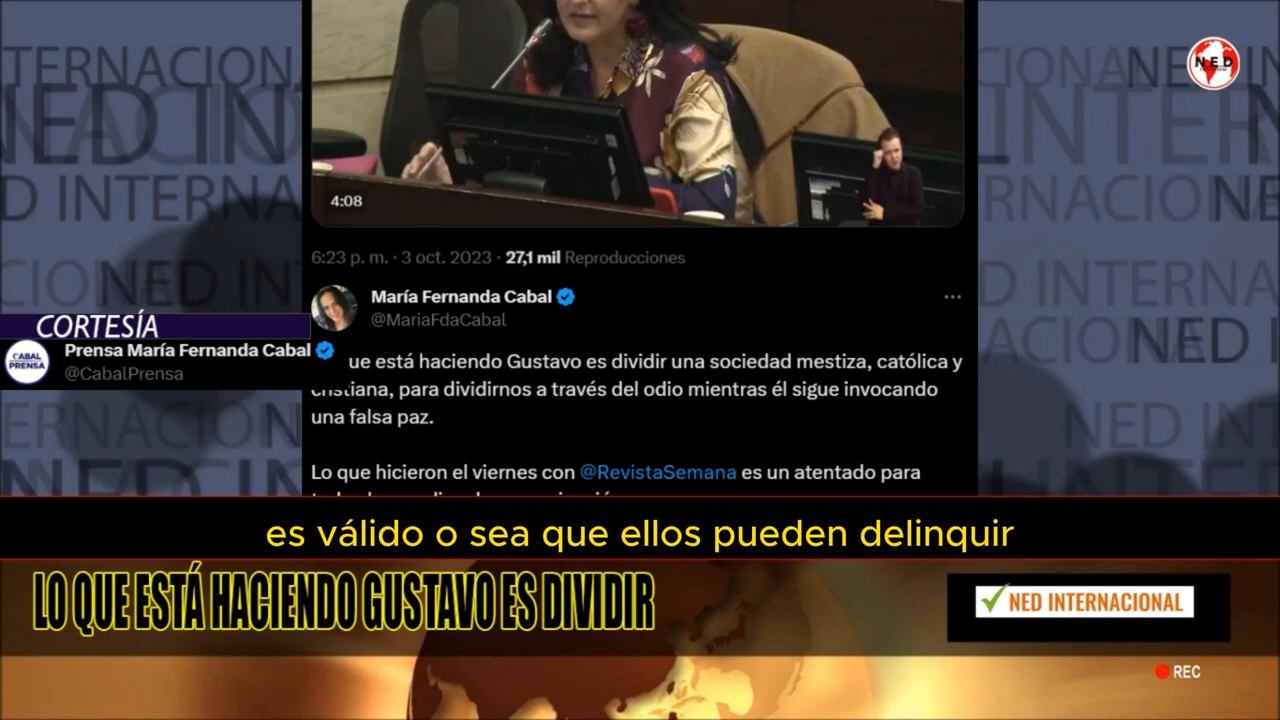 NED
4:08
6:23 p. m. · 3 oct. 2023 · 27,1 mil Reproducciones
María Fernanda Cabal
@MariaFdaCabal
CORTESÍA
Prensa María Fernanda Cabal
@CabalPrensa
CABAL
PRENSA
ue está haciendo Gustavo es dividir una sociedad mestiza, católica y
cristiana, para dividirnos a través del odio mientras él sigue invocando
una falsa paz.
Lo que hicieron el viernes con @RevistaSemana es un atentado para
es válido o sea que ellos pueden delinquir
LO QUE ESTÁ HACIENDO GUSTAVO ES DIVIDIR
NED INTERNACIONAL
REC